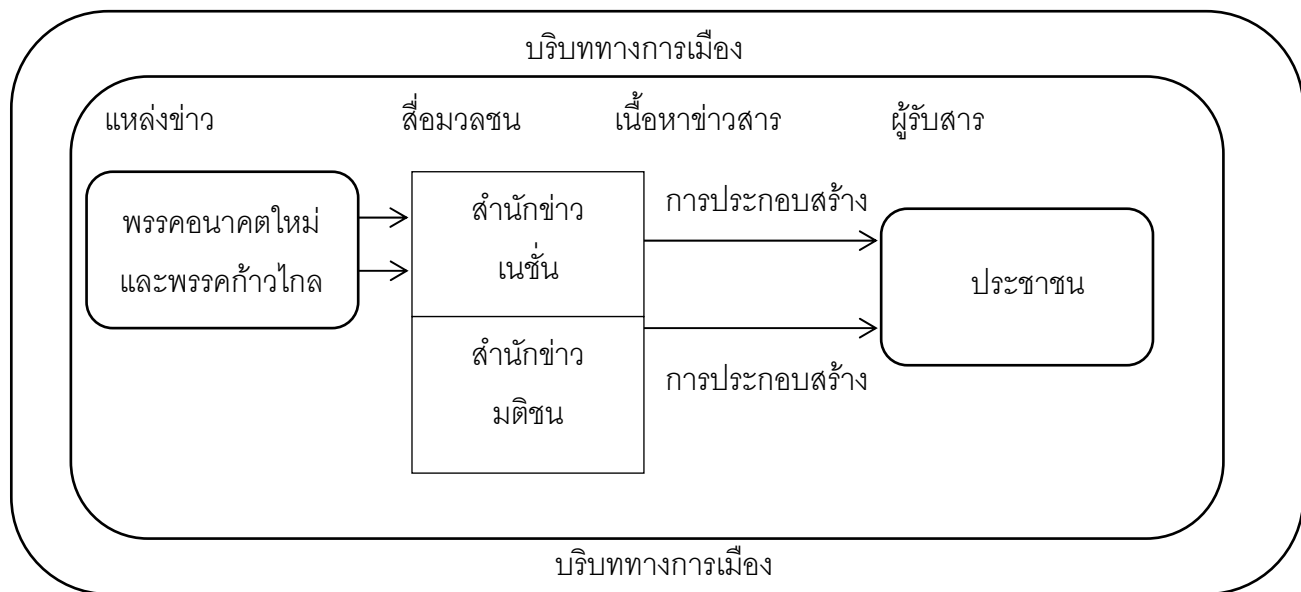 บริบททางการเมือง
แหล่งข่าว สื่อมวลชน เนื้อหาข่าวสาร ผู้รับสาร
พรรคอนาคตใหม่
และพรรคก้าวไกล
สำนักข่าว
เนชั่น
สำนักข่าว
มติชน
การประกอบสร้าง
การประกอบสร้าง
ประชาชน
บริบททางการเมือง